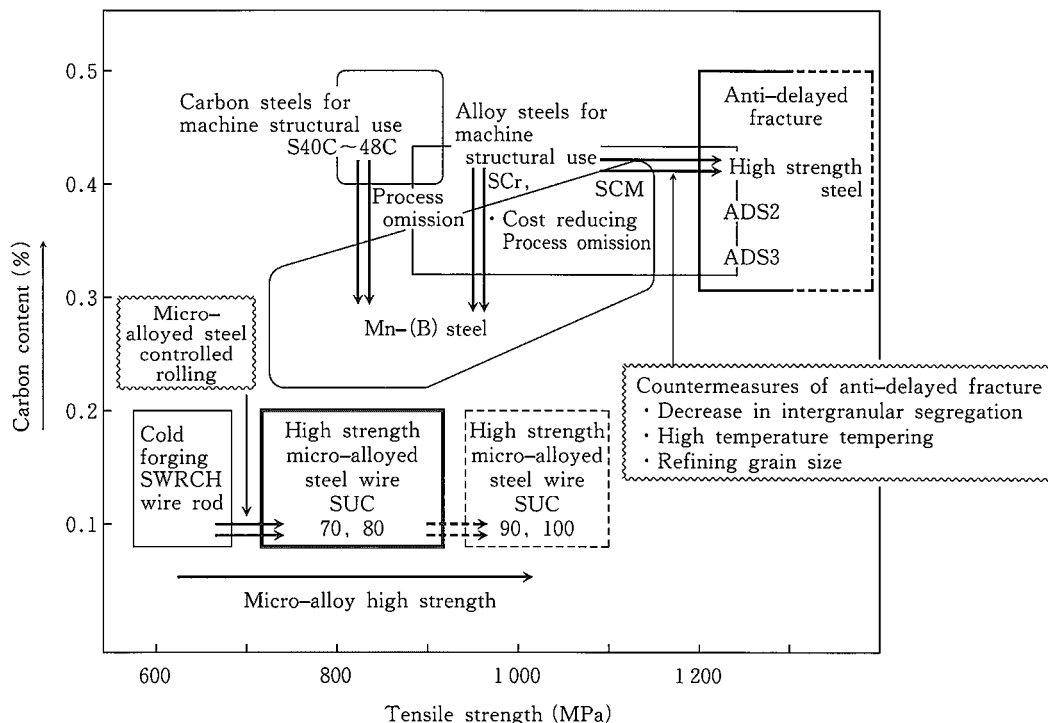 0.5
0.4
0.3
0.2
0.1
Carbon content (%)
Carbon steels for
machine structural use
S40C～48C
Alloy steels for
machine
structural use
SCr,
SCM
Process
omission
· Cost reducing
Process omission
Mn-(B) steel
Anti-delayed
fracture
High strength
steel
ADS2
ADS3
Micro-
alloyed steel
controlled
rolling
Countermeasures of anti-delayed fracture
· Decrease in intergranular segregation
· High temperature tempering
· Refining grain size
Cold
forging
SWRCH
wire rod
High strength
micro-alloyed
steel wire
SUC
70, 80
High strength
micro-alloyed
steel wire
SUC
90, 100
Micro-alloy high strength
600
800
1 000
1 200
Tensile strength (MPa)